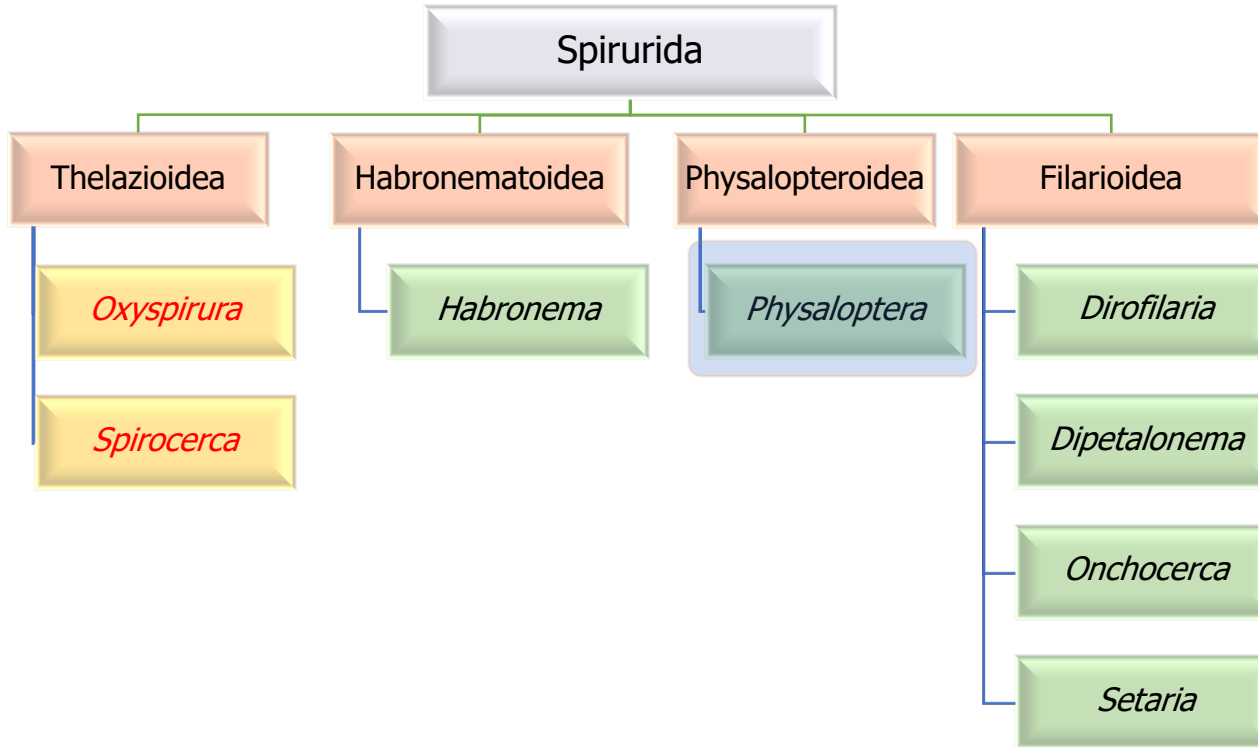 Spirurida
Thelazioidea
Habronematoidea
Physalopteroidea
Filarioidea
Oxyspirura
Habronema
Physaloptera
Dirofilaria
Spirocerca
Dipetalonema
Onchocerca
Setaria